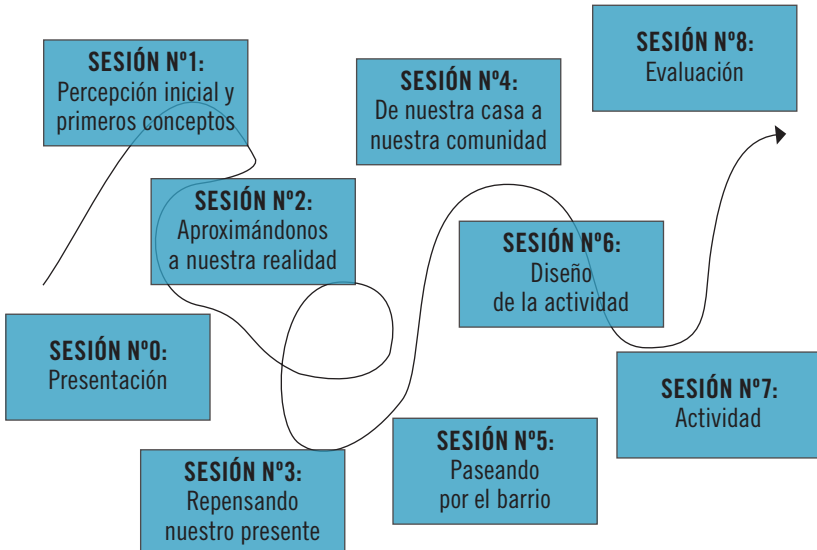 SESIÓN Nº0:
Presentación
SESIÓN Nº1:
Percepción inicial y
primeros conceptos
SESIÓN Nº2:
Aproximándonos
a nuestra realidad
SESIÓN Nº3:
Repensando
nuestro presente
SESIÓN Nº4:
De nuestra casa a
nuestra comunidad
SESIÓN Nº5:
Paseando
por el barrio
SESIÓN Nº6:
Diseño
de la actividad
SESIÓN Nº7:
Actividad
SESIÓN Nº8:
Evaluación